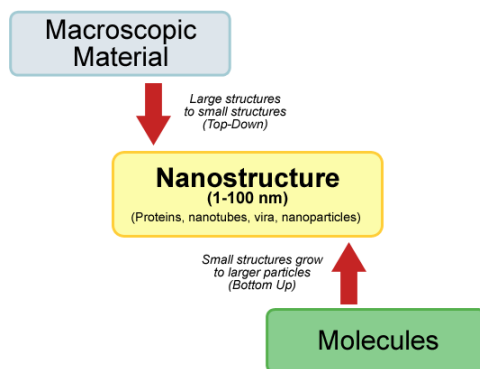 Macroscopic
Material
Large structures
to small structures
(Top-Down)
Nanostructure
(1-100 nm)
(Proteins, nanotubes, vira, nanoparticles)
Small structures grow
to larger particles
(Bottom Up)
Molecules